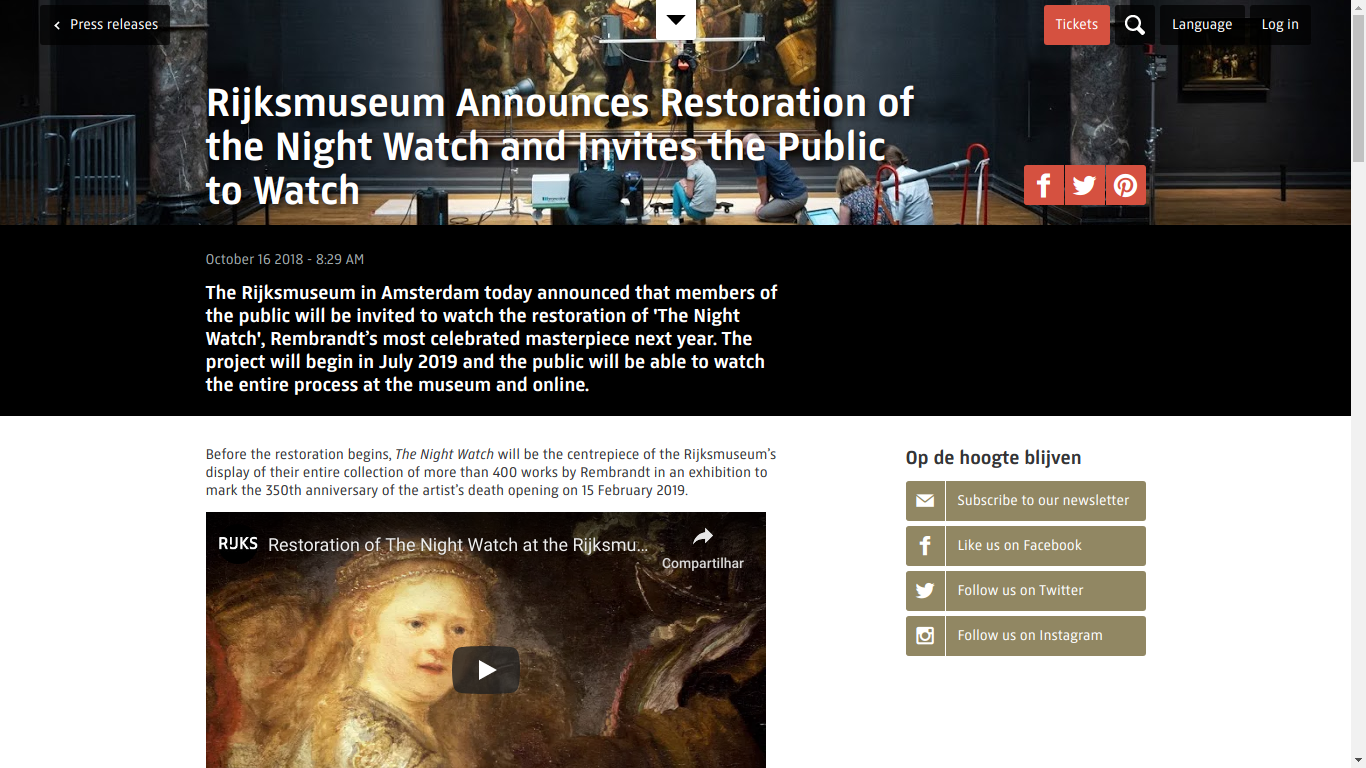 Press releases
Tickets
Language
Log in
Rijksmuseum Announces Restoration of
the Night Watch and Invites the Public
to Watch
October 16 2018 - 8:29 AM
The Rijksmuseum in Amsterdam today announced that members of
the public will be invited to watch the restoration of 'The Night
Watch', Rembrandt’s most celebrated masterpiece next year. The
project will begin in July 2019 and the public will be able to watch
the entire process at the museum and online.
Before the restoration begins, The Night Watch will be the centrepiece of the Rijksmuseum’s
display of their entire collection of more than 400 works by Rembrandt in an exhibition to
mark the 350th anniversary of the artist’s death opening on 15 February 2019.
RIJKS Restoration of The Night Watch at the Rijksmu...
Compartilhar
Op de hoogte blijven
Subscribe to our newsletter
Like us on Facebook
Follow us on Twitter
Follow us on Instagram